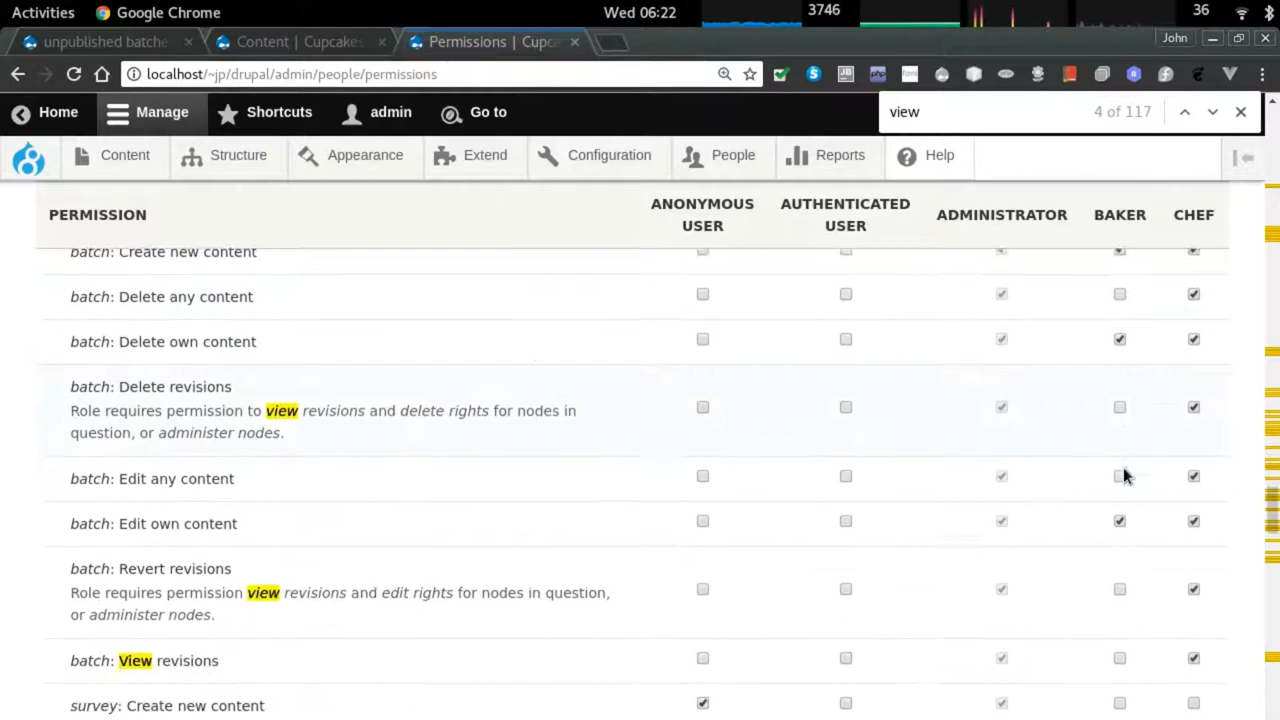 Activities
Google Chrome
Wed 06:22
3746
36
unpublished batche
Content | Cupcakes
Permissions | Cupca
John
localhost/~jp/drupal/admin/people/permissions
Home
Manage
Shortcuts
admin
Go to
view
4 of 117
Content
Structure
Appearance
Extend
Configuration
People
Reports
Help
PERMISSION
ANONYMOUS
USER
AUTHENTICATED
USER
ADMINISTRATOR
BAKER
CHEF
batch: Create new content
batch: Delete any content
batch: Delete own content
batch: Delete revisions
Role requires permission to view revisions and delete rights for nodes in
question, or administer nodes.
batch: Edit any content
batch: Edit own content
batch: Revert revisions
Role requires permission view revisions and edit rights for nodes in question,
or administer nodes.
batch: View revisions
survey: Create new content